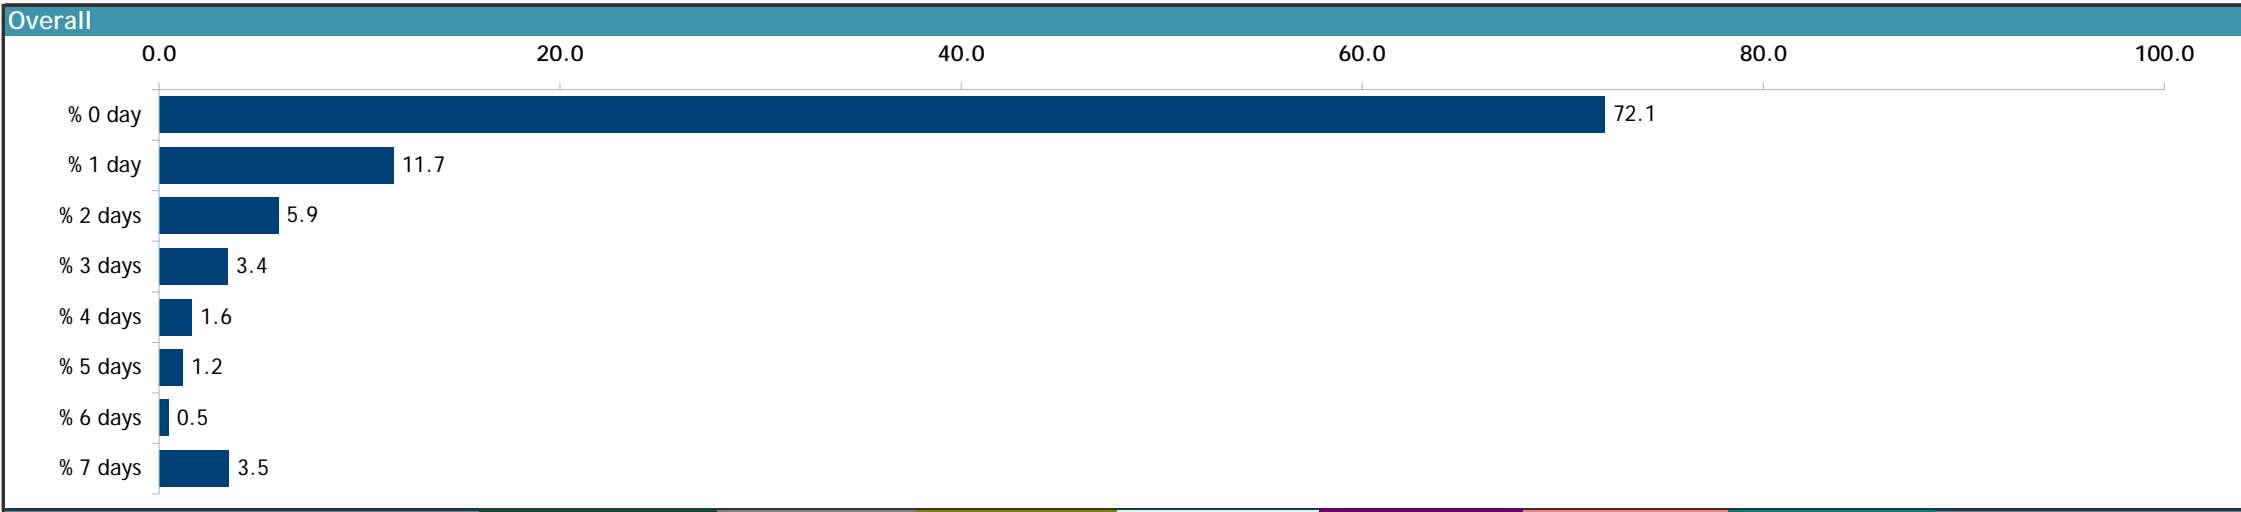 Overall
0.0 20.0 40.0 60.0 80.0 100.0
% 0 day 72.1
% 1 day 11.7
% 2 days 5.9
% 3 days 3.4
% 4 days 1.6
% 5 days 1.2
% 6 days 0.5
% 7 days 3.5